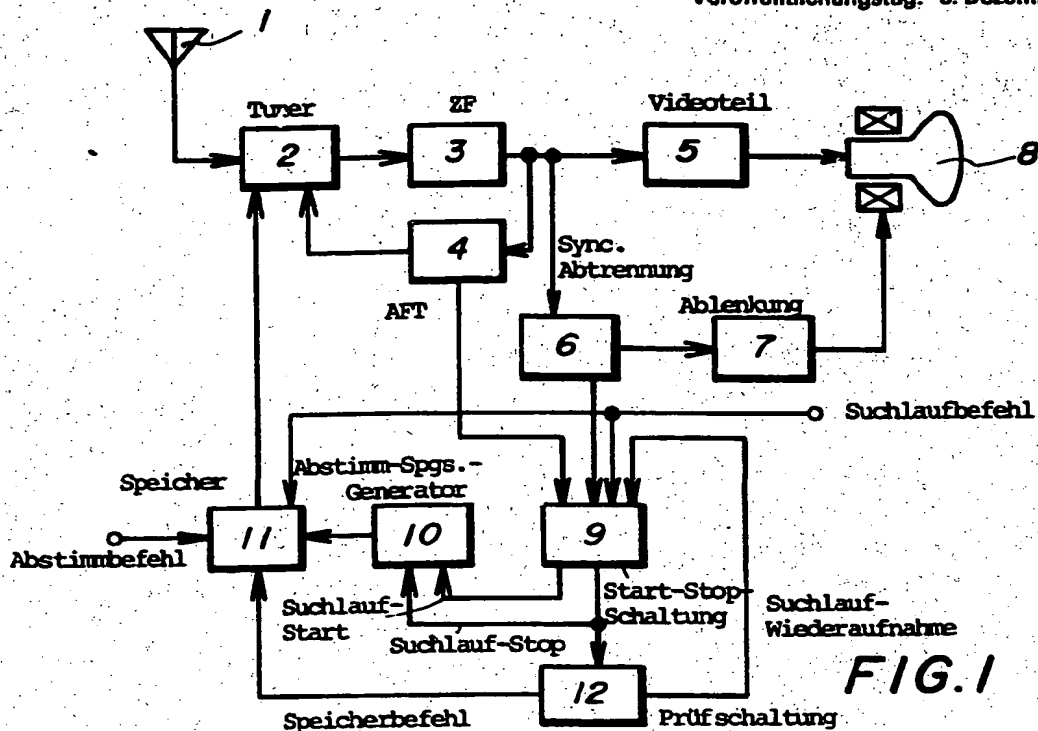 1
Tuner
ZF
Videoteil
2
3
5
8
4
Sync.
Abtrennung
AFT
Ablenkung
6
7
Suchlaufbefehl
Abstimm-Spgs.-
Generator
Speicher
11
10
9
Abstimmbefehl
Start-Stop-
Schaltung
Suchlauf-
Start
Suchlauf-
Wiederaufnahme
Suchlauf-Stop
12
FIG.1
Speicherbefehl
Prüfschaltung